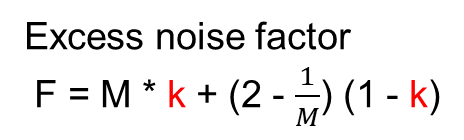 Excess noise factor
F = M * k + (2 - 1/M) (1 - k)